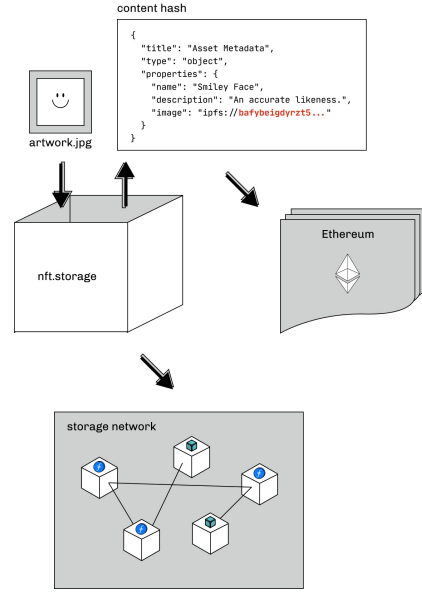 content hash
{
"title": "Asset Metadata",
"type": "object",
"properties": {
"name": "Smiley Face",
"description": "An accurate likeness.",
"image": "ipfs://bafybeigdyrzt5..."
}
}
artwork.jpg
nft.storage
Ethereum
storage network